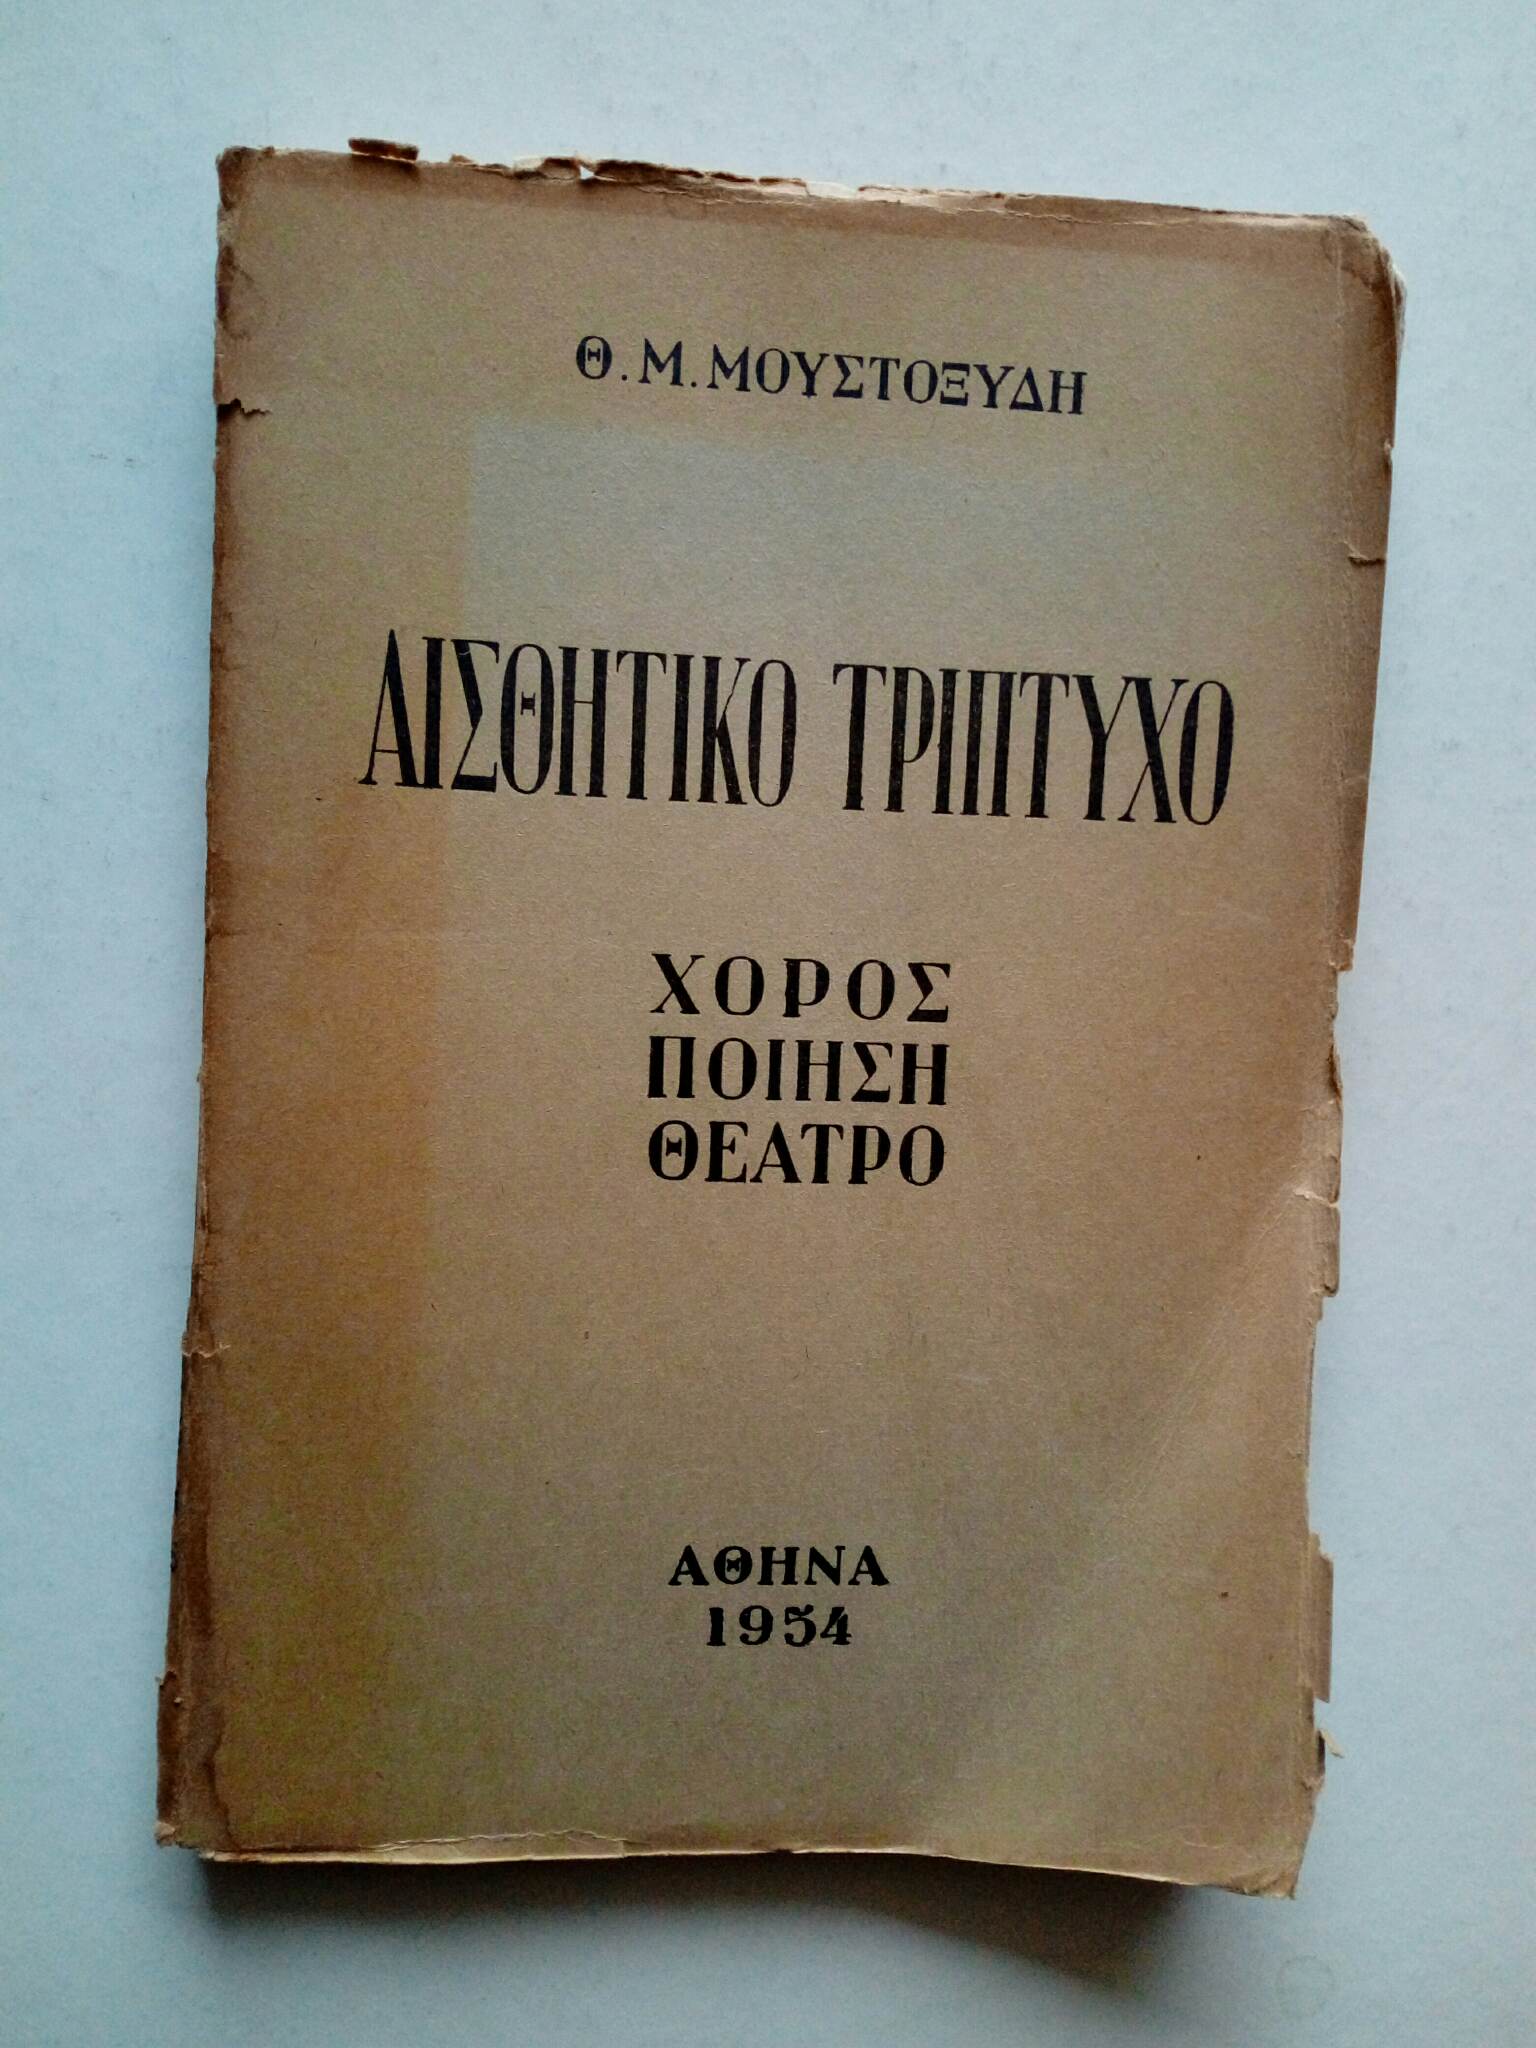 Θ. Μ. ΜΟΥΣΤΟΞΥΔΗ
ΑΙΣΘΗΤΙΚΟ ΤΡΙΠΤΥΧΟ
ΧΟΡΟΣ
ΠΟΙΗΣΗ
ΘΕΑΤΡΟ
ΑΘΗΝΑ
1954